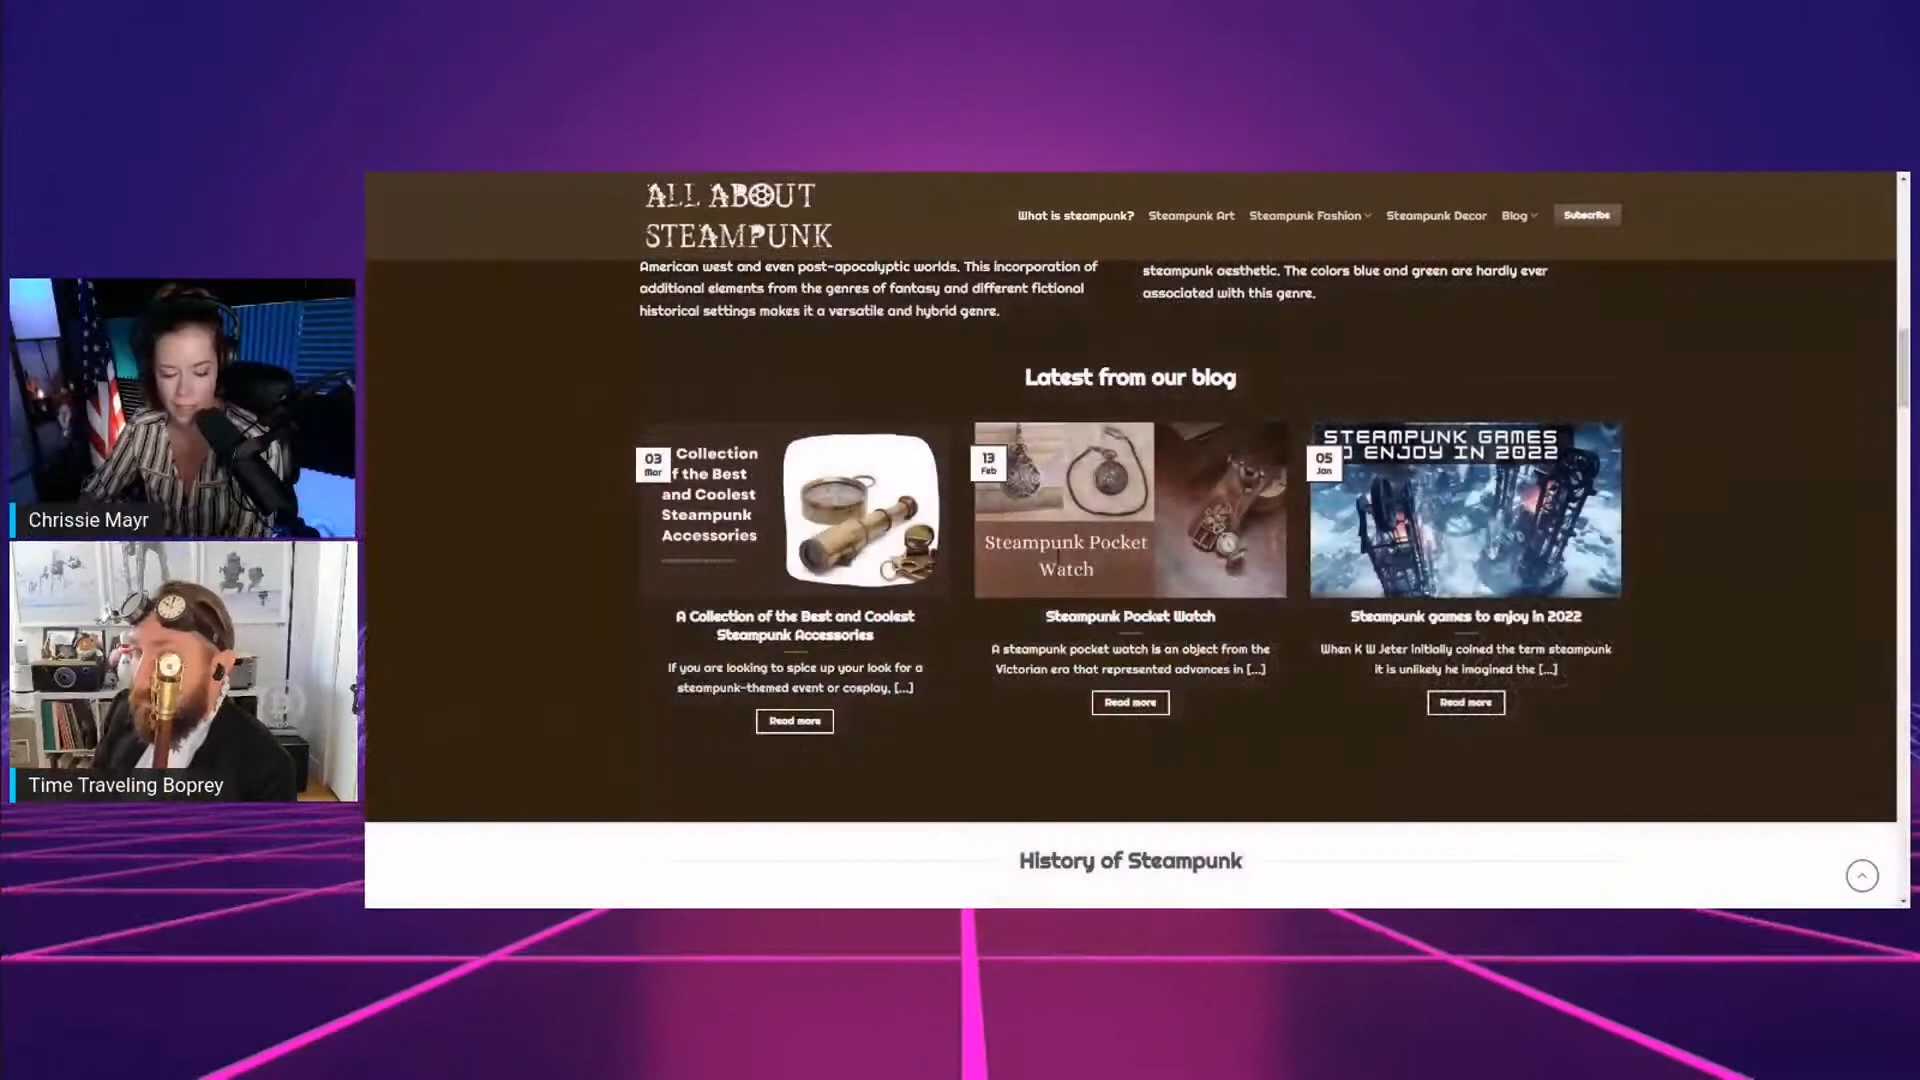 ALL ABOUT
STEAMPUNK
What is steampunk? Steampunk Art Steampunk Fashion Steampunk Decor Blog Subscribe
American west and even post-apocalyptic worlds. This incorporation of
additional elements from the genres of fantasy and different fictional
historical settings makes it a versatile and hybrid genre.
steampunk aesthetic. The colors blue and green are hardly ever
associated with this genre.
Latest from our blog
03
Mar
Collection
f the Best
and Coolest
Steampunk
Accessories
A Collection of the Best and Coolest
Steampunk Accessories
If you are looking to spice up your look for a
steampunk-themed event or cosplay, [...]
Read more
13
Feb
Steampunk Pocket
Watch
Steampunk Pocket Watch
A steampunk pocket watch is an object from the
Victorian era that represented advances in [...]
Read more
05
Jan
STEAMPUNK GAMES
O ENJOY IN 2022
Steampunk games to enjoy in 2022
When K W Jeter initially coined the term steampunk
it is unlikely he imagined the [...]
Read more
History of Steampunk
Chrissie Mayr
Time Traveling Boprey